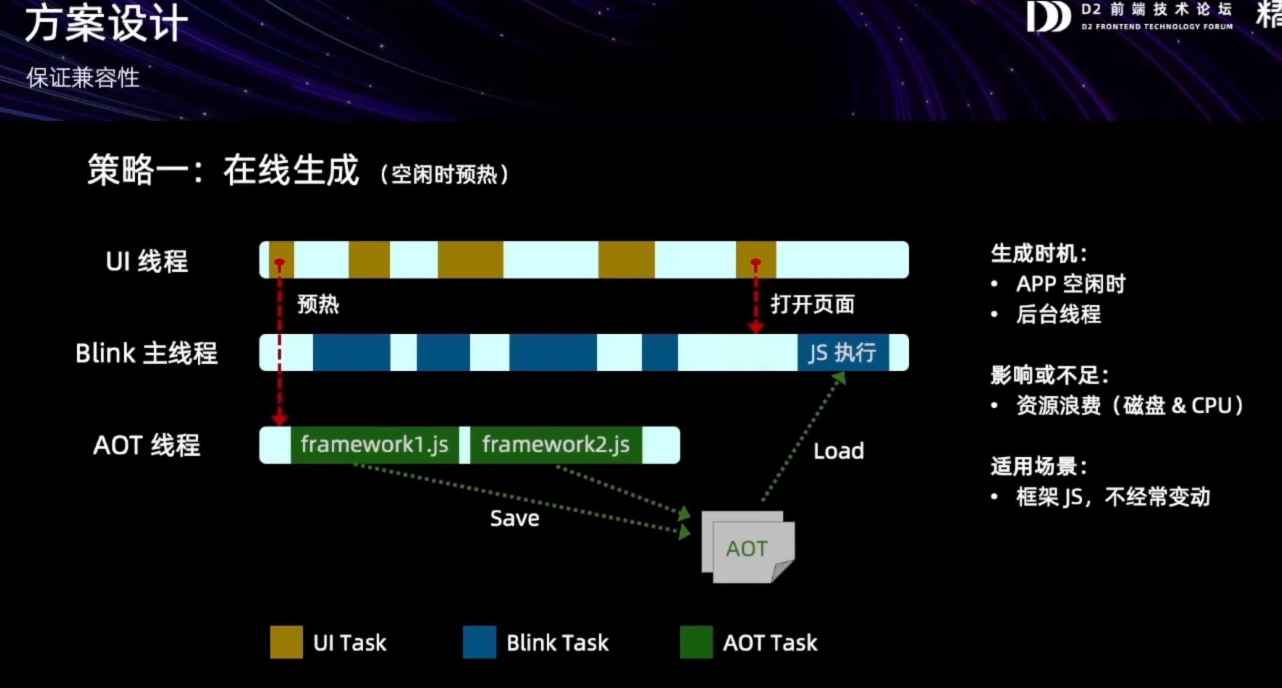 方案设计
D2 前端技术论坛
D2 FRONTEND TECHNOLOGY FORUM
精
保证兼容性
策略一：在线生成（空闲时预热）
UI 线程
预热
打开页面
Blink 主线程
JS 执行
AOT 线程
framework1.js
framework2.js
Save
Load
AOT
生成时机：
• APP 空闲时
• 后台线程
影响或不足：
• 资源浪费（磁盘 & CPU）
适用场景：
• 框架 JS，不经常变动
UI Task
Blink Task
AOT Task